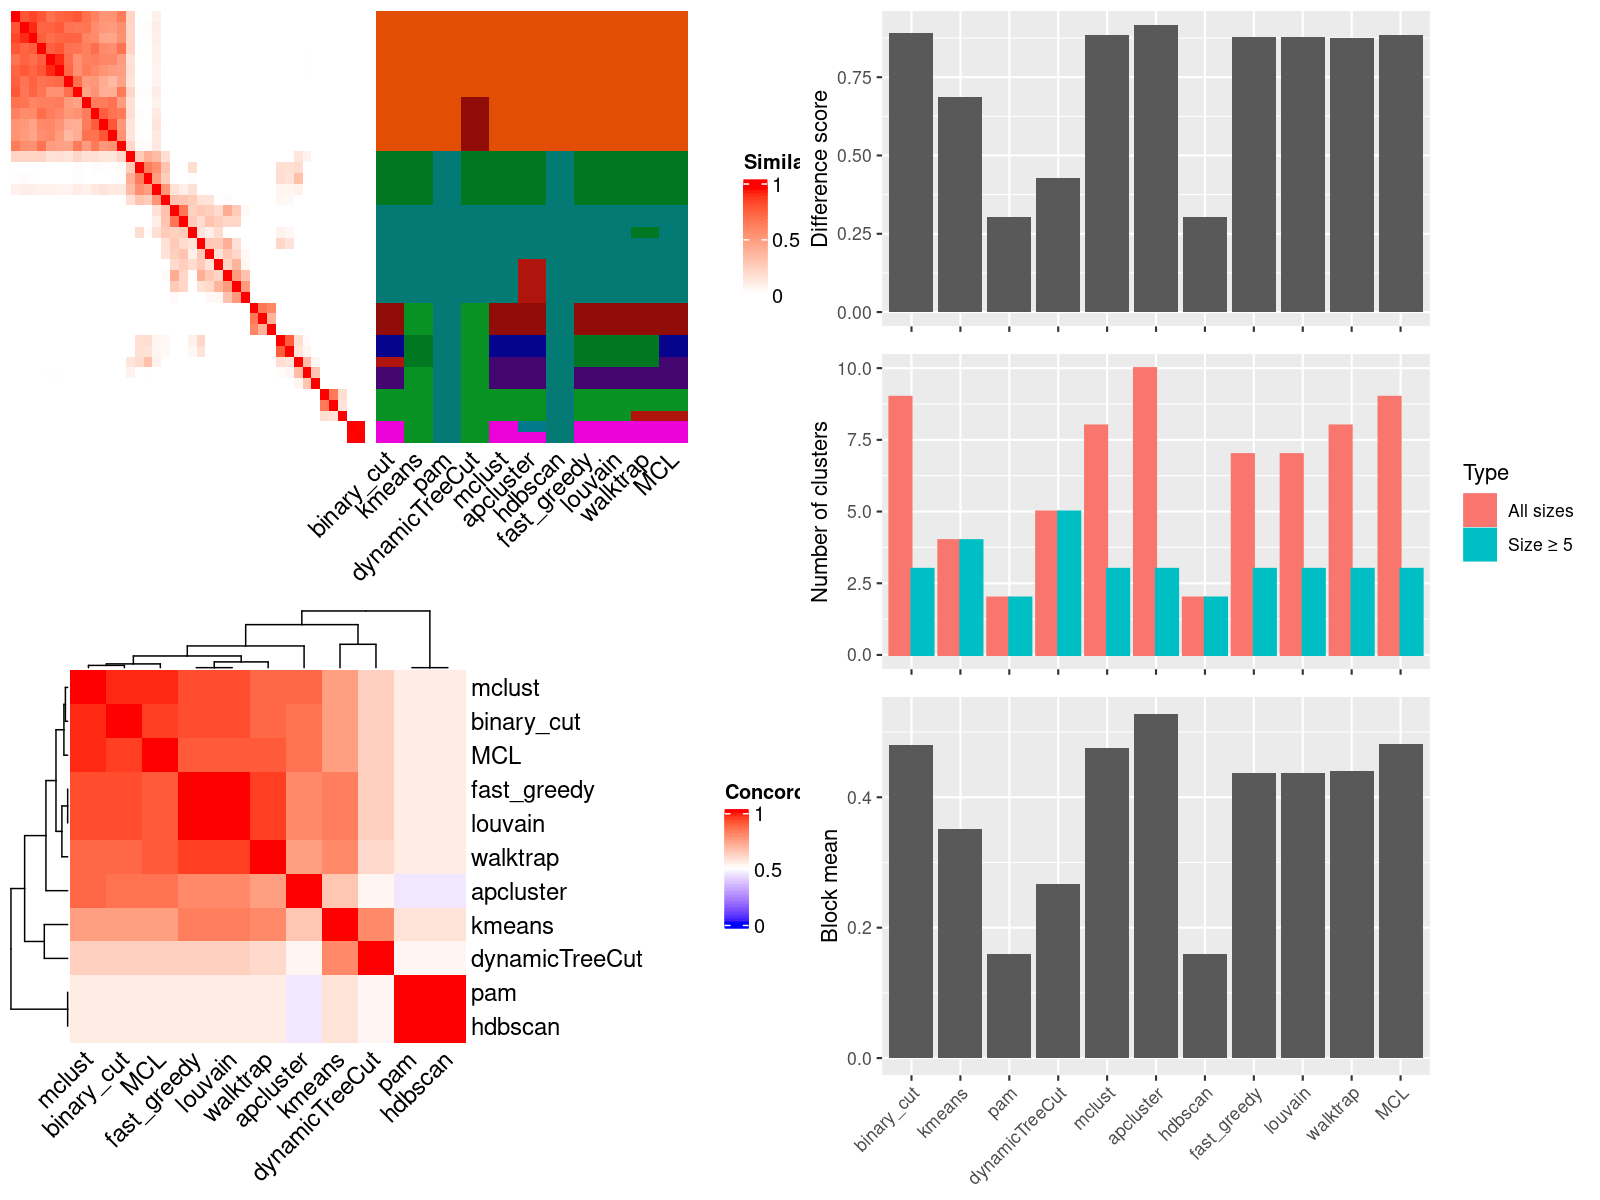 Simila
1
0.5
0
binary_cut
kmeans
pam
dynamicTreeCut
mclust
apcluster
hdbscan
fast_greedy
louvain
walktrap
MCL
mclust
binary_cut
MCL
fast_greedy
louvain
walktrap
apcluster
kmeans
dynamicTreeCut
pam
hdbscan
Concord
1
0.5
0
mclust
binary_cut
MCL
fast_greedy
louvain
walktrap
apcluster
kmeans
dynamicTreeCut
pam
hdbscan
Difference score
0.75
0.50
0.25
0.00
Number of clusters
10.0
7.5
5.0
2.5
0.0
Type
All sizes
Size ≥ 5
Block mean
0.4
0.2
0.0
binary_cut
kmeans
pam
dynamicTreeCut
mclust
apcluster
hdbscan
fast_greedy
louvain
walktrap
MCL